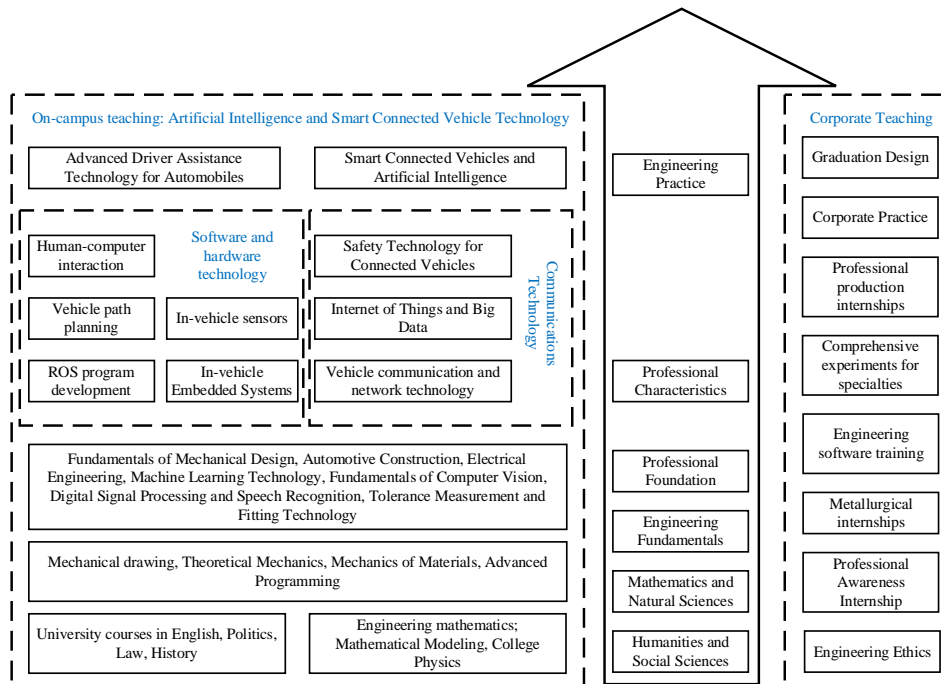 On-campus teaching: Artificial Intelligence and Smart Connected Vehicle Technology
Advanced Driver Assistance
Technology for Automobiles
Smart Connected Vehicles and
Artificial Intelligence
Human-computer
interaction
Software and
hardware
technology
Vehicle path
planning
In-vehicle sensors
ROS program
development
In-vehicle
Embedded Systems
Safety Technology for
Connected Vehicles
Internet of Things and Big
Data
Vehicle communication and
network technology
Communications
Technology
Fundamentals of Mechanical Design, Automotive Construction, Electrical
Engineering, Machine Learning Technology, Fundamentals of Computer Vision,
Digital Signal Processing and Speech Recognition, Tolerance Measurement and
Fitting Technology
Mechanical drawing, Theoretical Mechanics, Mechanics of Materials, Advanced
Programming
University courses in English, Politics,
Law, History
Engineering mathematics;
Mathematical Modeling, College
Physics
Engineering
Practice
Professional
Characteristics
Professional
Foundation
Engineering
Fundamentals
Mathematics and
Natural Sciences
Humanities and
Social Sciences
Corporate Teaching
Graduation Design
Corporate Practice
Professional
production internships
Comprehensive
experiments for
specialties
Engineering
software training
Metallurgical
internships
Professional
Awareness
Internship
Engineering Ethics